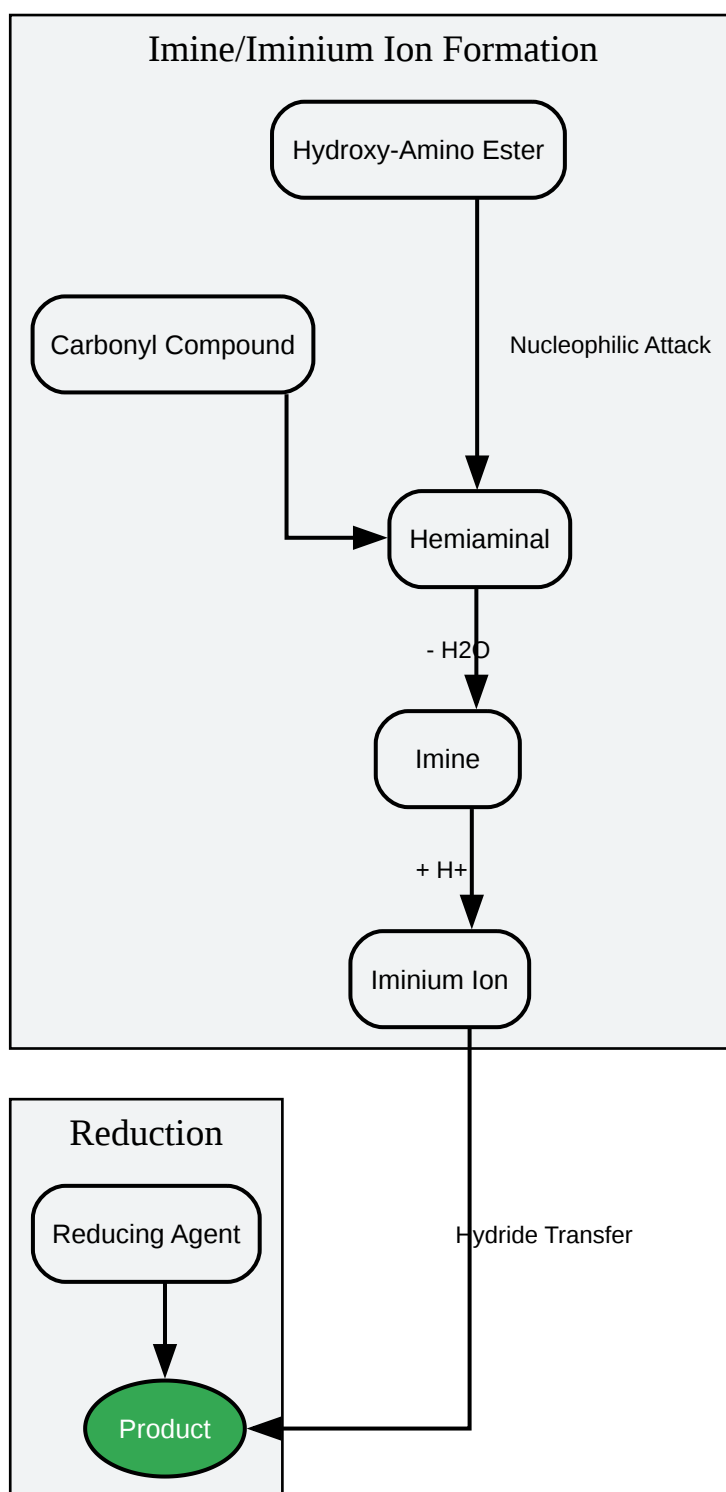 Imine/Iminium Ion Formation
Hydroxy-Amino Ester
Carbonyl Compound
Nucleophilic Attack
Hemiaminal
- H2O
Imine
+ H+
Iminium Ion
Reduction
Reducing Agent
Hydride Transfer
Product